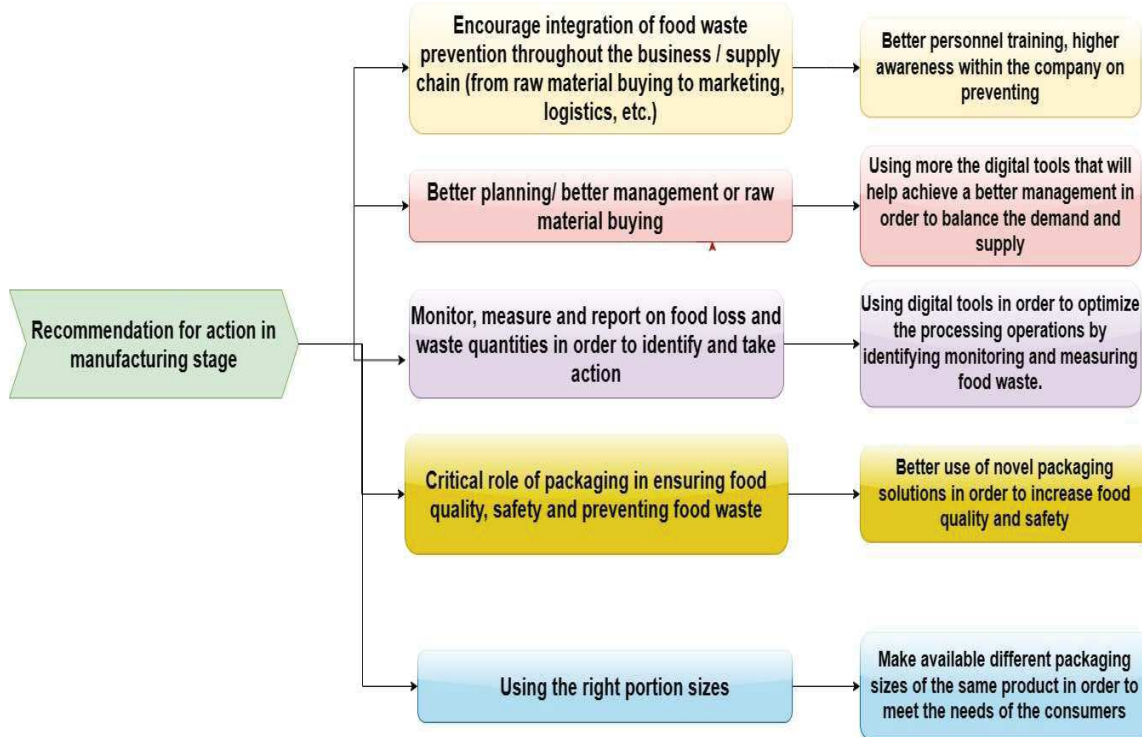 Recommendation for action in
manufacturing stage
Encourage integration of food waste
prevention throughout the business / supply
chain (from raw material buying to marketing,
logistics, etc.)
Better personnel training, higher
awareness within the company on
preventing
Better planning/ better management or raw
material buying
Using more the digital tools that will
help achieve a better management in
order to balance the demand and
supply
Monitor, measure and report on food loss and
waste quantities in order to identify and take
action
Using digital tools in order to optimize
the processing operations by
identifying monitoring and measuring
food waste.
Critical role of packaging in ensuring food
quality, safety and preventing food waste
Better use of novel packaging
solutions in order to increase food
quality and safety
Using the right portion sizes
Make available different packaging
sizes of the same product in order to
meet the needs of the consumers